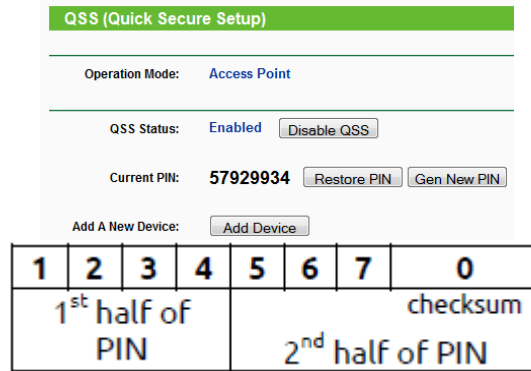 QSS (Quick Secure Setup)
Operation Mode: Access Point
QSS Status: Enabled Disable QSS
Current PIN: 57929934 Restore PIN Gen New PIN
Add A New Device: Add Device
1 2 3 4 5 6 7 0
1st half of PIN
checksum
2nd half of PIN